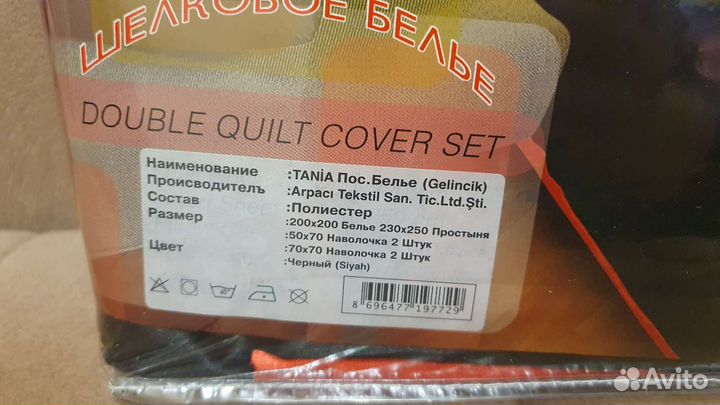 ШЕЛКОВОЕ БЕЛЬЕ
DOUBLE QUILT COVER SET
Наименование :TANİA Пос.Белье (Gelincik)
Производитель :Arpacı Tekstil San. Tic.Ltd.Şti.
Состав :Полиестер
Размер :200x200 Белье 230x250 Простыня
:50x70 Наволочка 2 Штук
:70x70 Наволочка 2 Штук
Цвет :Черный (Siyah)
40°
8 696477 197729
Avito